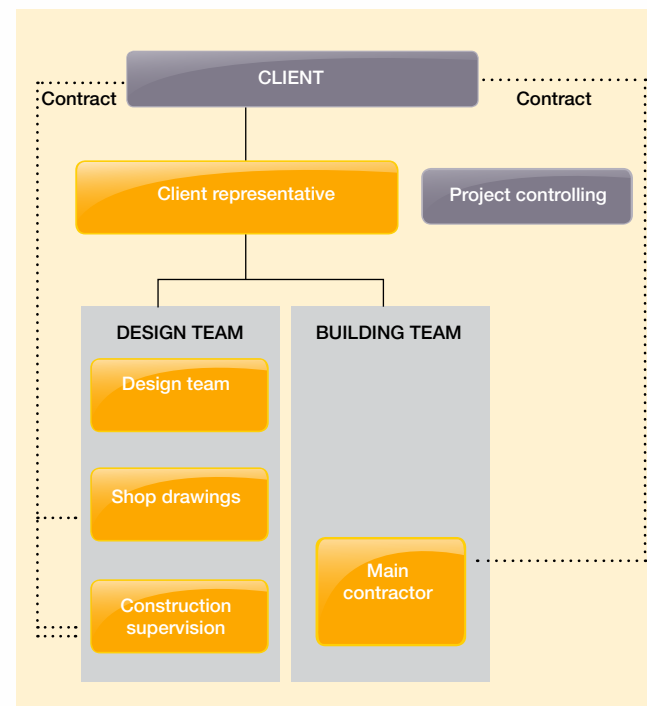 CLIENT
Contract
Contract
Client representative
Project controlling
DESIGN TEAM
BUILDING TEAM
Design team
Shop drawings
Main
contractor
Construction
supervision